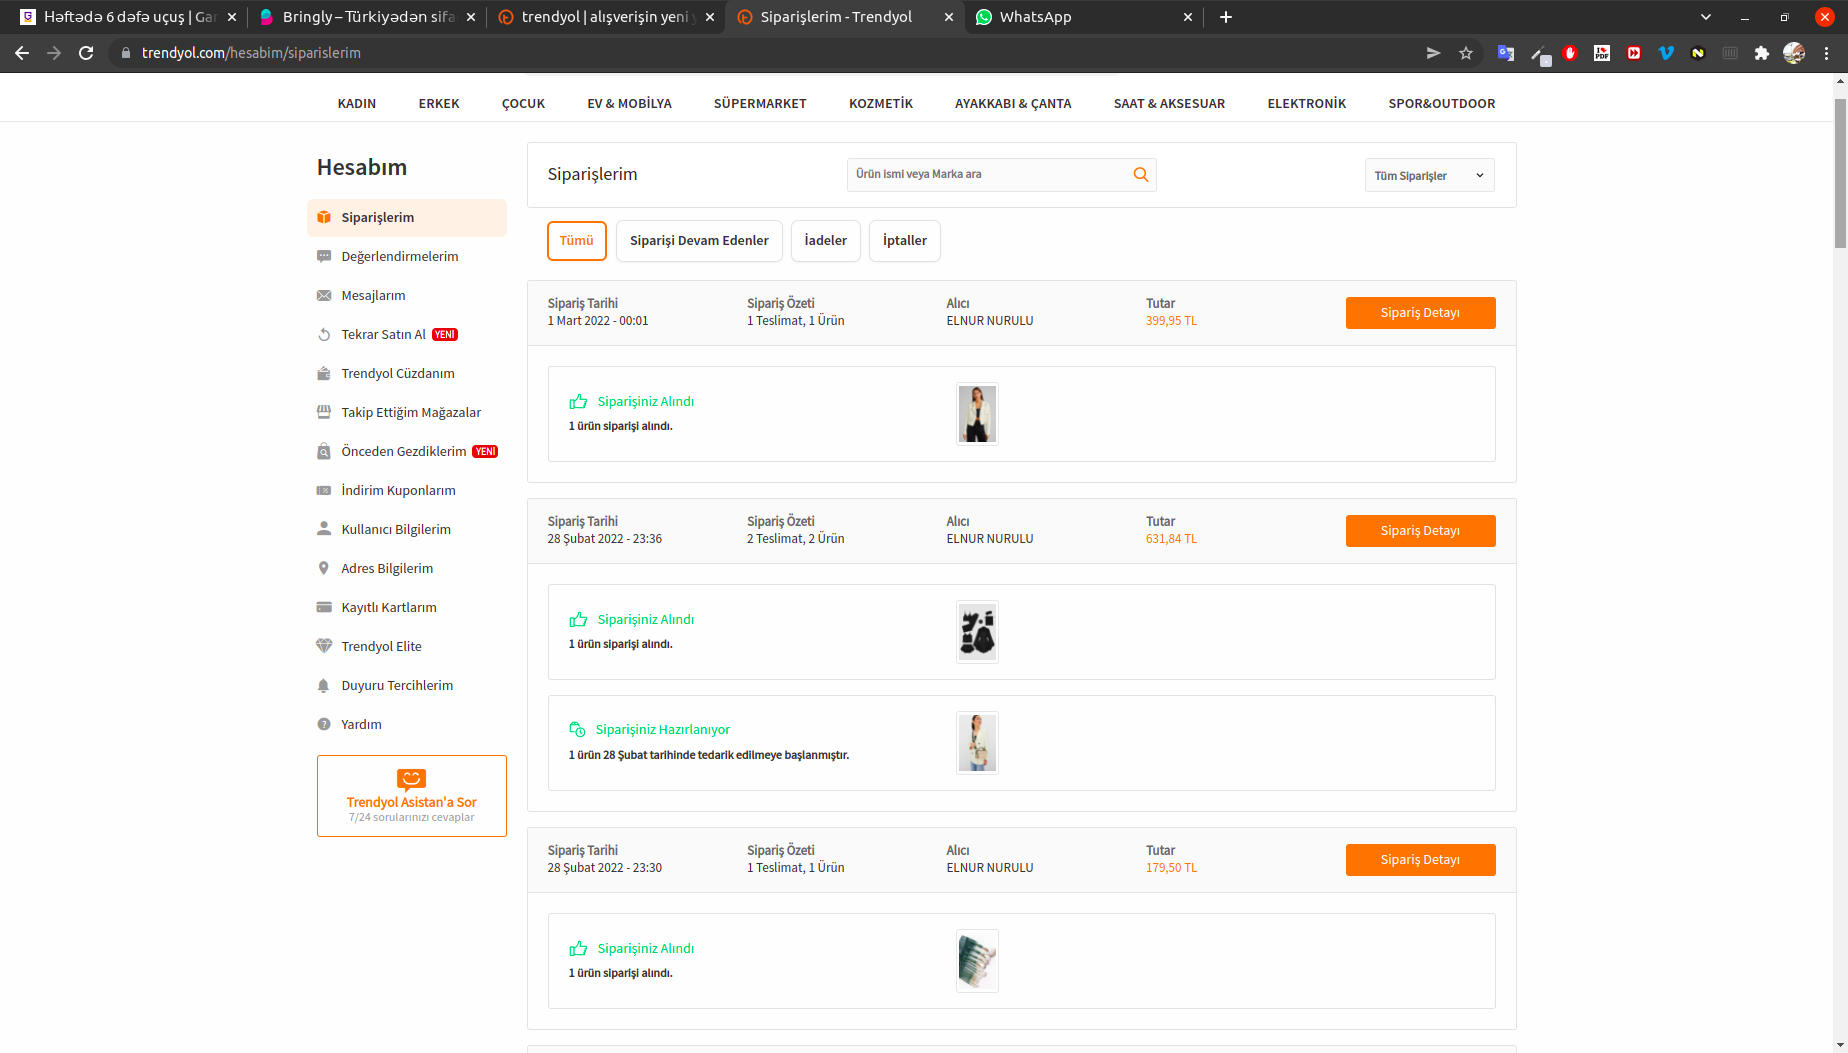 Həftədə 6 dəfə uçuş | Gar
Bringly – Türkiyədən sifa
trendyol | alışverişin yeni y
Siparişlerim - Trendyol
WhatsApp
trendyol.com/hesabim/siparislerim
KADIN ERKEK ÇOCUK EV & MOBİLYA SÜPERMARKET KOZMETİK AYAKKABI & ÇANTA SAAT & AKSESUAR ELEKTRONİK SPOR&OUTDOOR
Hesabım
Siparişlerim
Değerlendirmelerim
Mesajlarım
Tekrar Satın Al YENİ
Trendyol Cüzdanım
Takip Ettiğim Mağazalar
Önceden Gezdiklerim YENİ
İndirim Kuponlarım
Kullanıcı Bilgilerim
Adres Bilgilerim
Kayıtlı Kartlarım
Trendyol Elite
Duyuru Tercihlerim
Yardım
Trendyol Asistan'a Sor
7/24 sorularınızı cevaplar
Siparişlerim
Ürün ismi veya Marka ara
Tüm Siparişler
Tümü Siparişi Devam Edenler İadeler İptaller
Sipariş Tarihi Sipariş Özeti Alıcı Tutar
1 Mart 2022 - 00:01 1 Teslimat, 1 Ürün ELNUR NURULU 399,95 TL
Sipariş Detayı
Siparişiniz Alındı
1 ürün siparişi alındı.
Sipariş Tarihi Sipariş Özeti Alıcı Tutar
28 Şubat 2022 - 23:36 2 Teslimat, 2 Ürün ELNUR NURULU 631,84 TL
Sipariş Detayı
Siparişiniz Alındı
1 ürün siparişi alındı.
Siparişiniz Hazırlanıyor
1 ürün 28 Şubat tarihinde tedarik edilmeye başlanmıştır.
Sipariş Tarihi Sipariş Özeti Alıcı Tutar
28 Şubat 2022 - 23:30 1 Teslimat, 1 Ürün ELNUR NURULU 179,50 TL
Sipariş Detayı
Siparişiniz Alındı
1 ürün siparişi alındı.